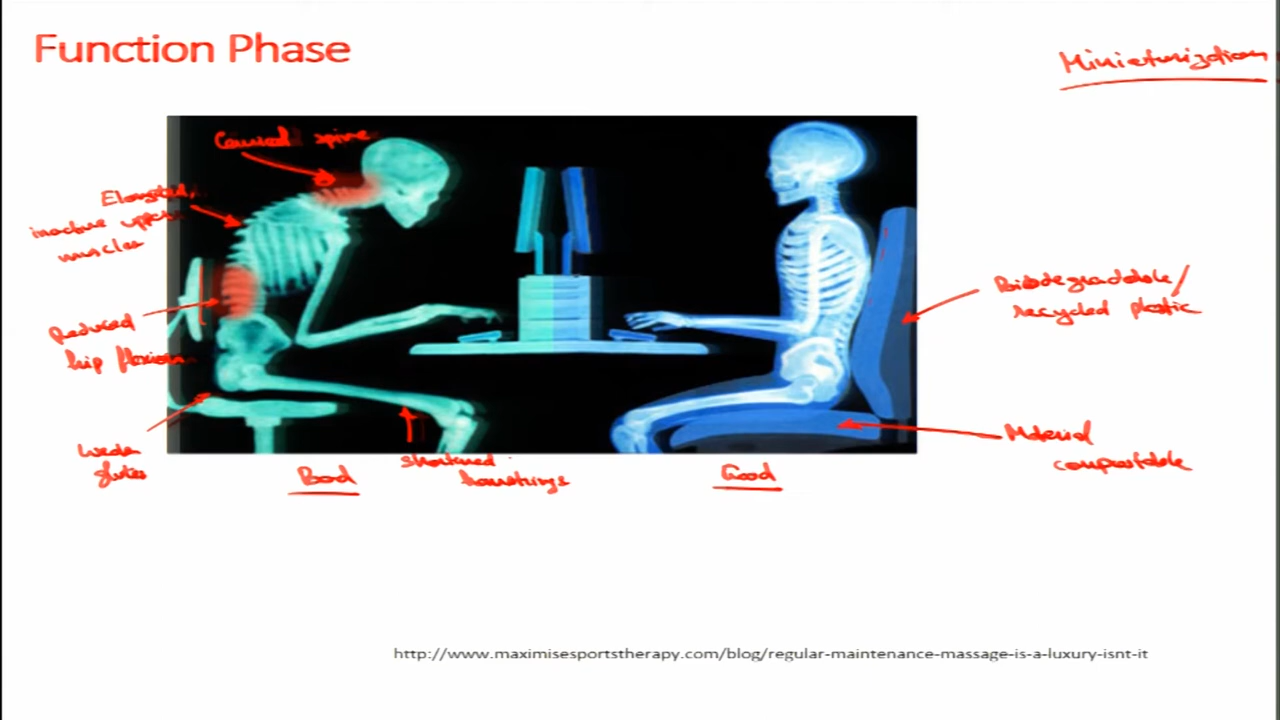 Function Phase
Miniaturization
Cervical spine
Elongated,
inactive upper
muscles
Reduced
hip flexion
Weak
glutes
Bad
shortened
hamstrings
Good
Biodegradable/
recycled plastic
Material
compostable
http://www.maximisesportstherapy.com/blog/regular-maintenance-massage-is-a-luxury-isnt-it